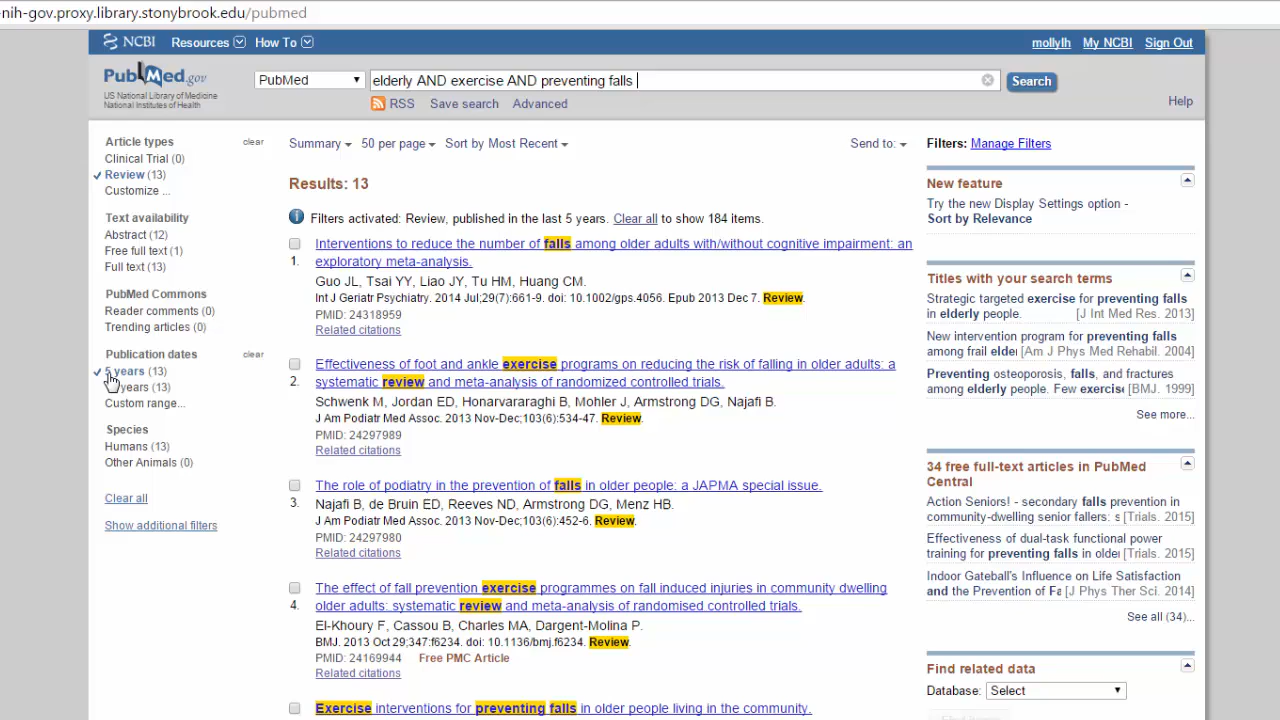 -nih-gov.proxy.library.stonybrook.edu/pubmed
NCBI Resources How To mollylh My NCBI Sign Out
PubMed.gov
US National Library of Medicine
National Institutes of Health
PubMed
elderly AND exercise AND preventing falls
Search
RSS Save search Advanced
Help
Article types clear
Clinical Trial (0)
Review (13)
Customize ...
Text availability
Abstract (12)
Free full text (1)
Full text (13)
PubMed Commons
Reader comments (0)
Trending articles (0)
Publication dates clear
5 years (13)
years (13)
Custom range...
Species
Humans (13)
Other Animals (0)
Clear all
Show additional filters
Summary 50 per page Sort by Most Recent Send to:
Results: 13
Filters activated: Review, published in the last 5 years. Clear all to show 184 items.
Interventions to reduce the number of falls among older adults with/without cognitive impairment: an
1. exploratory meta-analysis.
Guo JL, Tsai YY, Liao JY, Tu HM, Huang CM.
Int J Geriatr Psychiatry. 2014 Jul;29(7):661-9. doi: 10.1002/gps.4056. Epub 2013 Dec 7. Review.
PMID: 24318959
Related citations
Effectiveness of foot and ankle exercise programs on reducing the risk of falling in older adults: a
2. systematic review and meta-analysis of randomized controlled trials.
Schwenk M, Jordan ED, Honarvararaghi B, Mohler J, Armstrong DG, Najafi B.
J Am Podiatr Med Assoc. 2013 Nov-Dec;103(6):534-47. Review.
PMID: 24297989
Related citations
The role of podiatry in the prevention of falls in older people: a JAPMA special issue.
3. Najafi B, de Bruin ED, Reeves ND, Armstrong DG, Menz HB.
J Am Podiatr Med Assoc. 2013 Nov-Dec;103(6):452-6. Review.
PMID: 24297980
Related citations
The effect of fall prevention exercise programmes on fall induced injuries in community dwelling
4. older adults: systematic review and meta-analysis of randomised controlled trials.
El-Khoury F, Cassou B, Charles MA, Dargent-Molina P.
BMJ. 2013 Oct 29;347:f6234. doi: 10.1136/bmj.f6234. Review.
PMID: 24169944 Free PMC Article
Related citations
Exercise interventions for preventing falls in older people living in the community.
Filters: Manage Filters
New feature
Try the new Display Settings option -
Sort by Relevance
Titles with your search terms
Strategic targeted exercise for preventing falls
in elderly people. [J Int Med Res. 2013]
New intervention program for preventing falls
among frail elde [Am J Phys Med Rehabil. 2004]
Preventing osteoporosis, falls, and fractures
among elderly people. Few exercis [BMJ. 1999]
See more...
34 free full-text articles in PubMed
Central
Action Seniors! - secondary falls prevention in
community-dwelling senior fallers: s [Trials. 2015]
Effectiveness of dual-task functional power
training for preventing falls in older [Trials. 2015]
Indoor Gateball's Influence on Life Satisfaction
and the Prevention of Fa [J Phys Ther Sci. 2014]
See all (34)...
Find related data
Database: Select